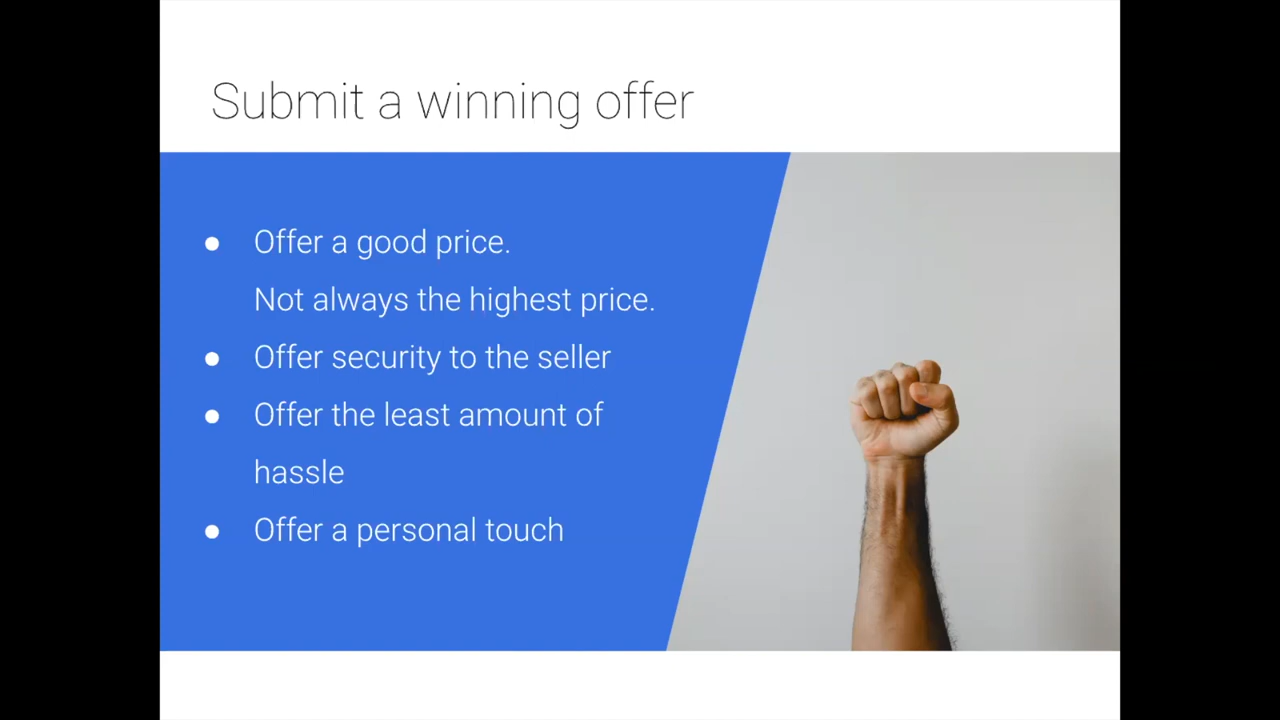 Submit a winning offer
● Offer a good price.
Not always the highest price.
● Offer security to the seller
● Offer the least amount of
hassle
● Offer a personal touch